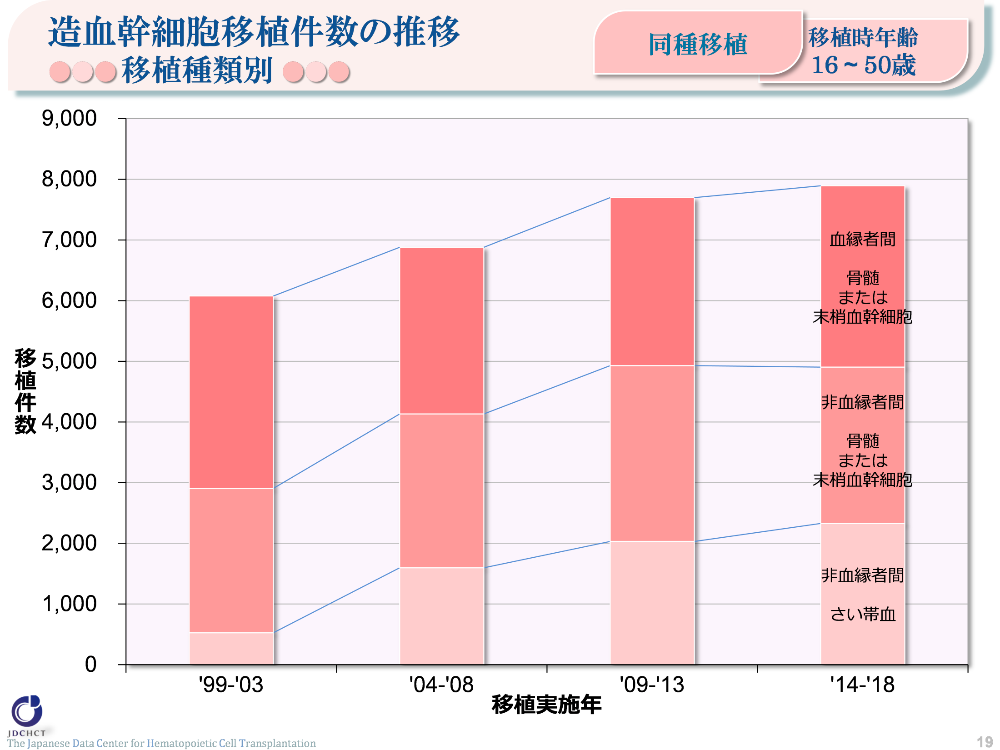 造血幹細胞移植件数の推移
移植種類別
同種移植
移植時年齢
16～50歳
9,000
8,000
7,000
6,000
5,000
4,000
3,000
2,000
1,000
0
移植件数
血縁者間
骨髄
または
末梢血幹細胞
非血縁者間
骨髄
または
末梢血幹細胞
非血縁者間
さい帯血
'99-'03
'04-'08
'09-'13
'14-'18
移植実施年
JDCHCT
The Japanese Data Center for Hematopoietic Cell Transplantation
19